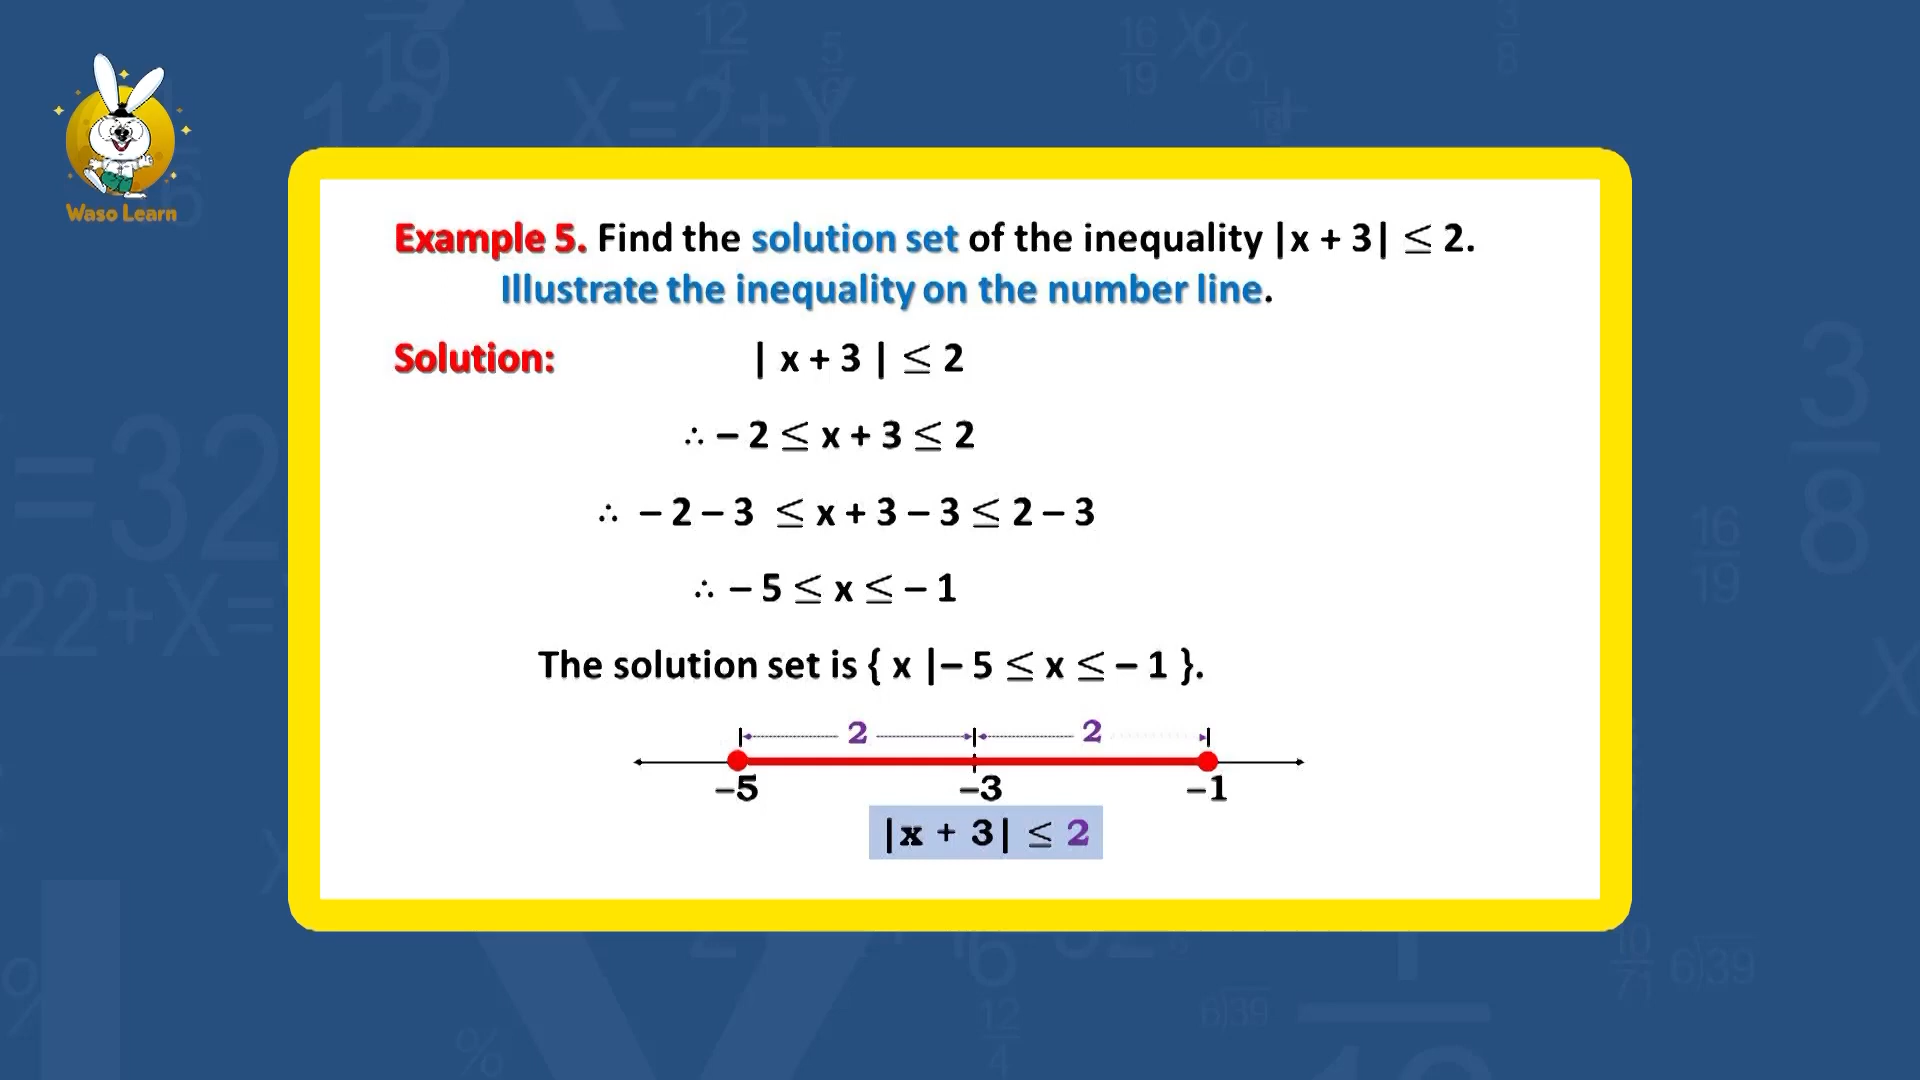 Waso Learn
Example 5. Find the solution set of the inequality |x + 3| ≤ 2.
Illustrate the inequality on the number line.
Solution: | x + 3 | ≤ 2
∴ – 2 ≤ x + 3 ≤ 2
∴ – 2 – 3 ≤ x + 3 – 3 ≤ 2 – 3
∴ – 5 ≤ x ≤ – 1
The solution set is { x |– 5 ≤ x ≤ – 1 }.
2 2
–5 –3 –1
|x + 3| ≤ 2